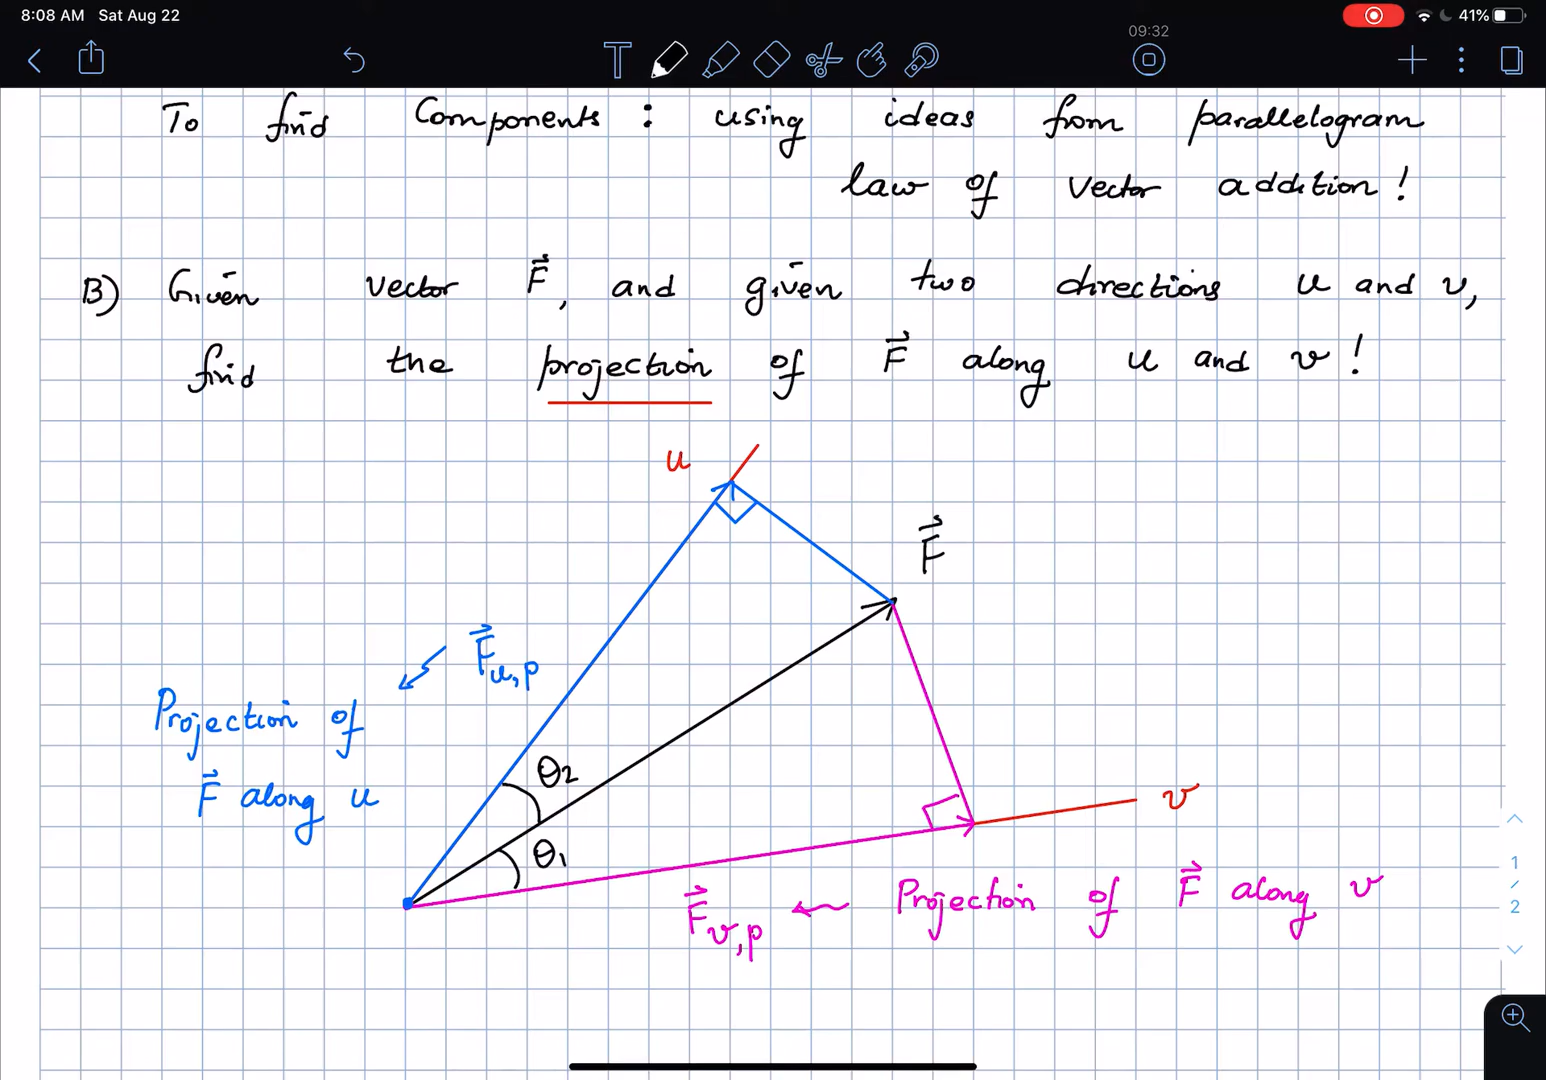 8:08 AM Sat Aug 22
41%
09:32
To find Components : using ideas from parallelogram
law of vector addition!
B) Given vector F⃗, and given two directions u and v,
find the projection of F⃗ along u and v!
u
F⃗
F⃗u,p
Projection of
F⃗ along u
θ2
θ1
v
F⃗v,p ← Projection of F⃗ along v
1
2